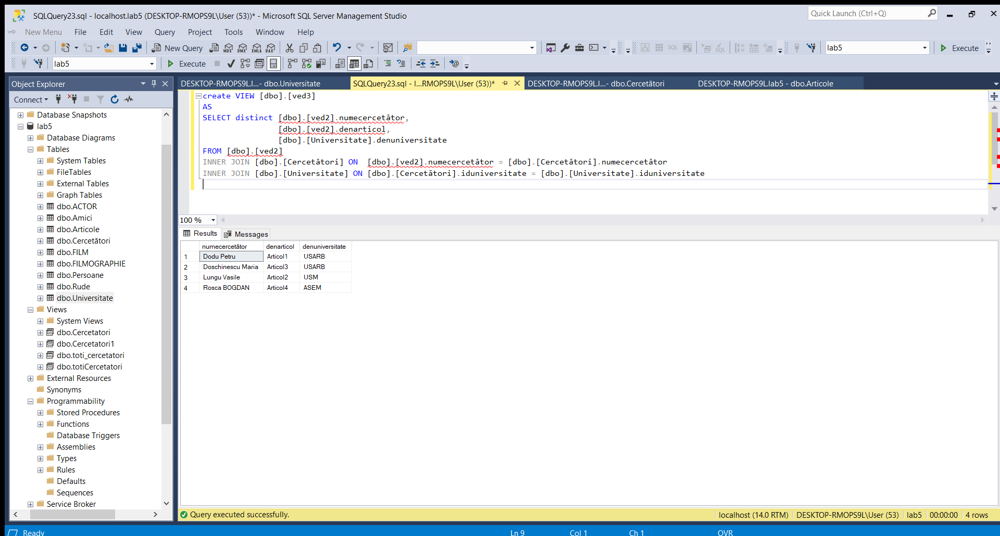 SQLQuery23.sql - localhost.lab5 (DESKTOP-RMOPS9L\User (53))* - Microsoft SQL Server Management Studio
Quick Launch (Ctrl+Q)
New Menu File Edit View Query Project Tools Window Help
New Query MDX DMX XMLA DAX SQL SQL lab5 Execute
lab5 Execute
Object Explorer
Connect
Database Snapshots
lab5
Database Diagrams
Tables
System Tables
FileTables
External Tables
Graph Tables
dbo.ACTOR
dbo.Amici
dbo.Articole
dbo.Cercetători
dbo.FILM
dbo.FILMOGRAPHIE
dbo.Persoane
dbo.Rude
dbo.Universitate
Views
System Views
dbo.Cercetatori
dbo.Cercetatori1
dbo.toti_cercetatori
dbo.totiCercetatori
External Resources
Synonyms
Programmability
Stored Procedures
Functions
Database Triggers
Assemblies
Types
Rules
Defaults
Sequences
Service Broker
DESKTOP-RMOPS9L.l...- dbo.Universitate SQLQuery23.sql - l...RMOPS9L\User (53))* DESKTOP-RMOPS9L.l...- dbo.Cercetători DESKTOP-RMOPS9L.lab5 - dbo.Articole
create VIEW [dbo].[ved3]
AS
SELECT distinct [dbo].[ved2].numecercetător,
[dbo].[ved2].denarticol,
[dbo].[Universitate].denuniversitate
FROM [dbo].[ved2]
INNER JOIN [dbo].[Cercetători] ON [dbo].[ved2].numecercetător = [dbo].[Cercetători].numecercetător
INNER JOIN [dbo].[Universitate] ON [dbo].[Cercetători].iduniversitate = [dbo].[Universitate].iduniversitate
100 %
Results Messages
numecercetător denarticol denuniversitate
1 Dodu Petru Articol1 USARB
2 Doschinescu Maria Articol3 USARB
3 Lungu Vasile Articol2 USM
4 Rosca BOGDAN Articol4 ASEM
Query executed successfully. localhost (14.0 RTM) DESKTOP-RMOPS9L\User (53) lab5 00:00:00 4 rows
Ready Ln 9 Col 1 Ch 1 OVR